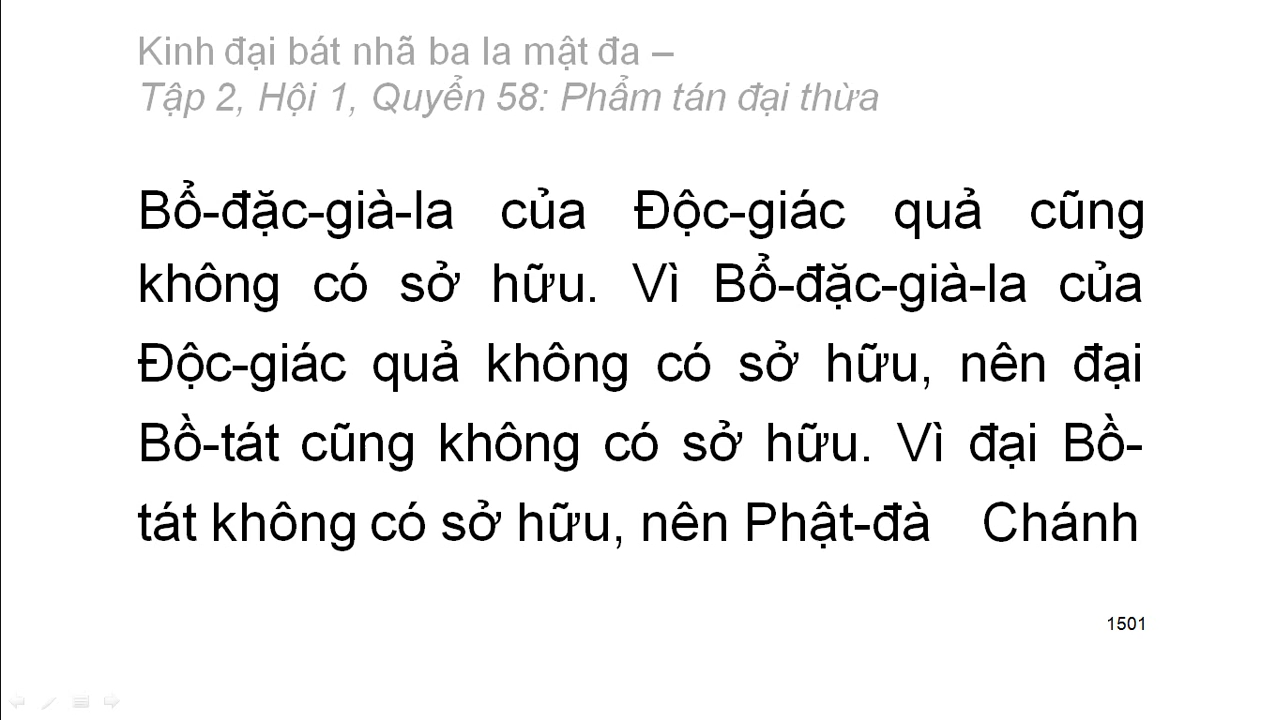 Kinh đại bát nhã ba la mật đa –
Tập 2, Hội 1, Quyển 58: Phẩm tán đại thừa
Bổ-đặc-già-la của Độc-giác quả cũng
không có sở hữu. Vì Bổ-đặc-già-la của
Độc-giác quả không có sở hữu, nên đại
Bồ-tát cũng không có sở hữu. Vì đại Bồ-
tát không có sở hữu, nên Phật-đà Chánh
1501